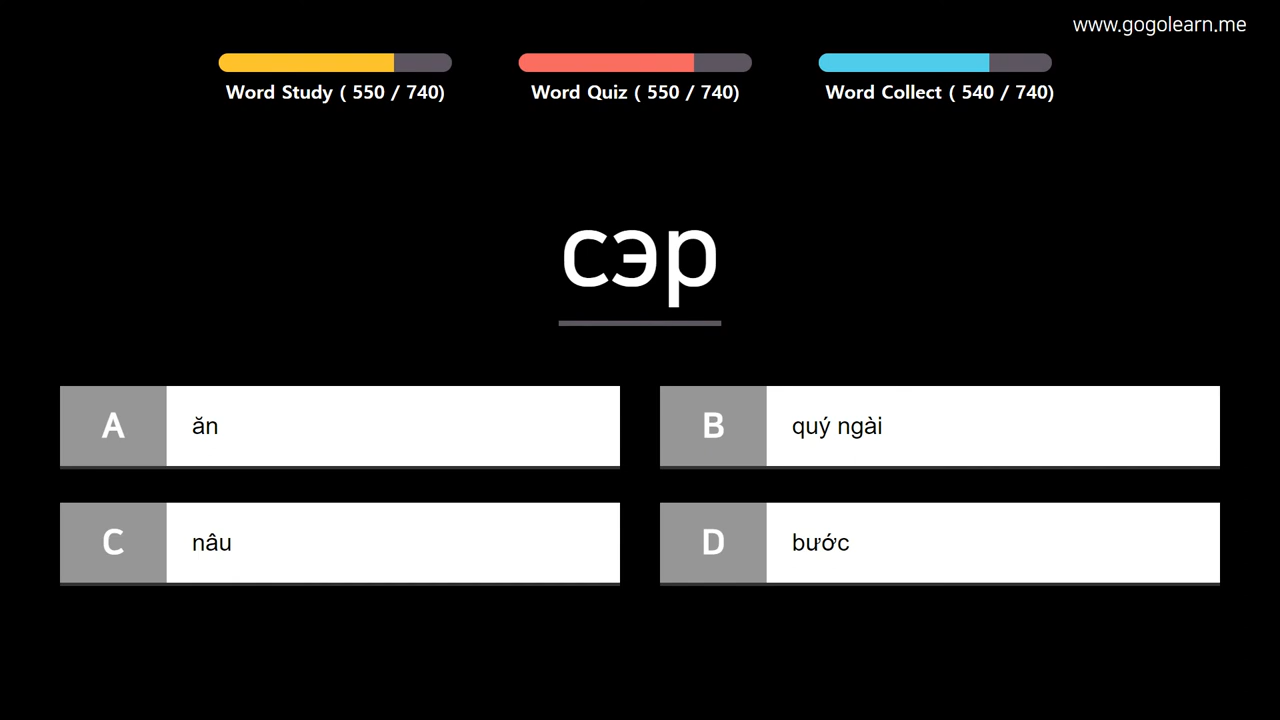 www.gogolearn.me
Word Study ( 550 / 740)
Word Quiz ( 550 / 740)
Word Collect ( 540 / 740)
сэр
A ăn
B quý ngài
C nâu
D bước